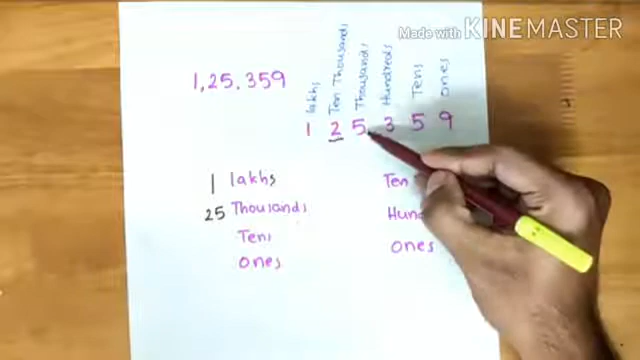 Made with KINEMASTER
1,25,359
lakhs
Ten Thousands
Thousands
Hundreds
Tens
ones
1 2 5 3 5 9
1 lakhs
25 Thousands
Tens
ones
Ten
Hun
ones